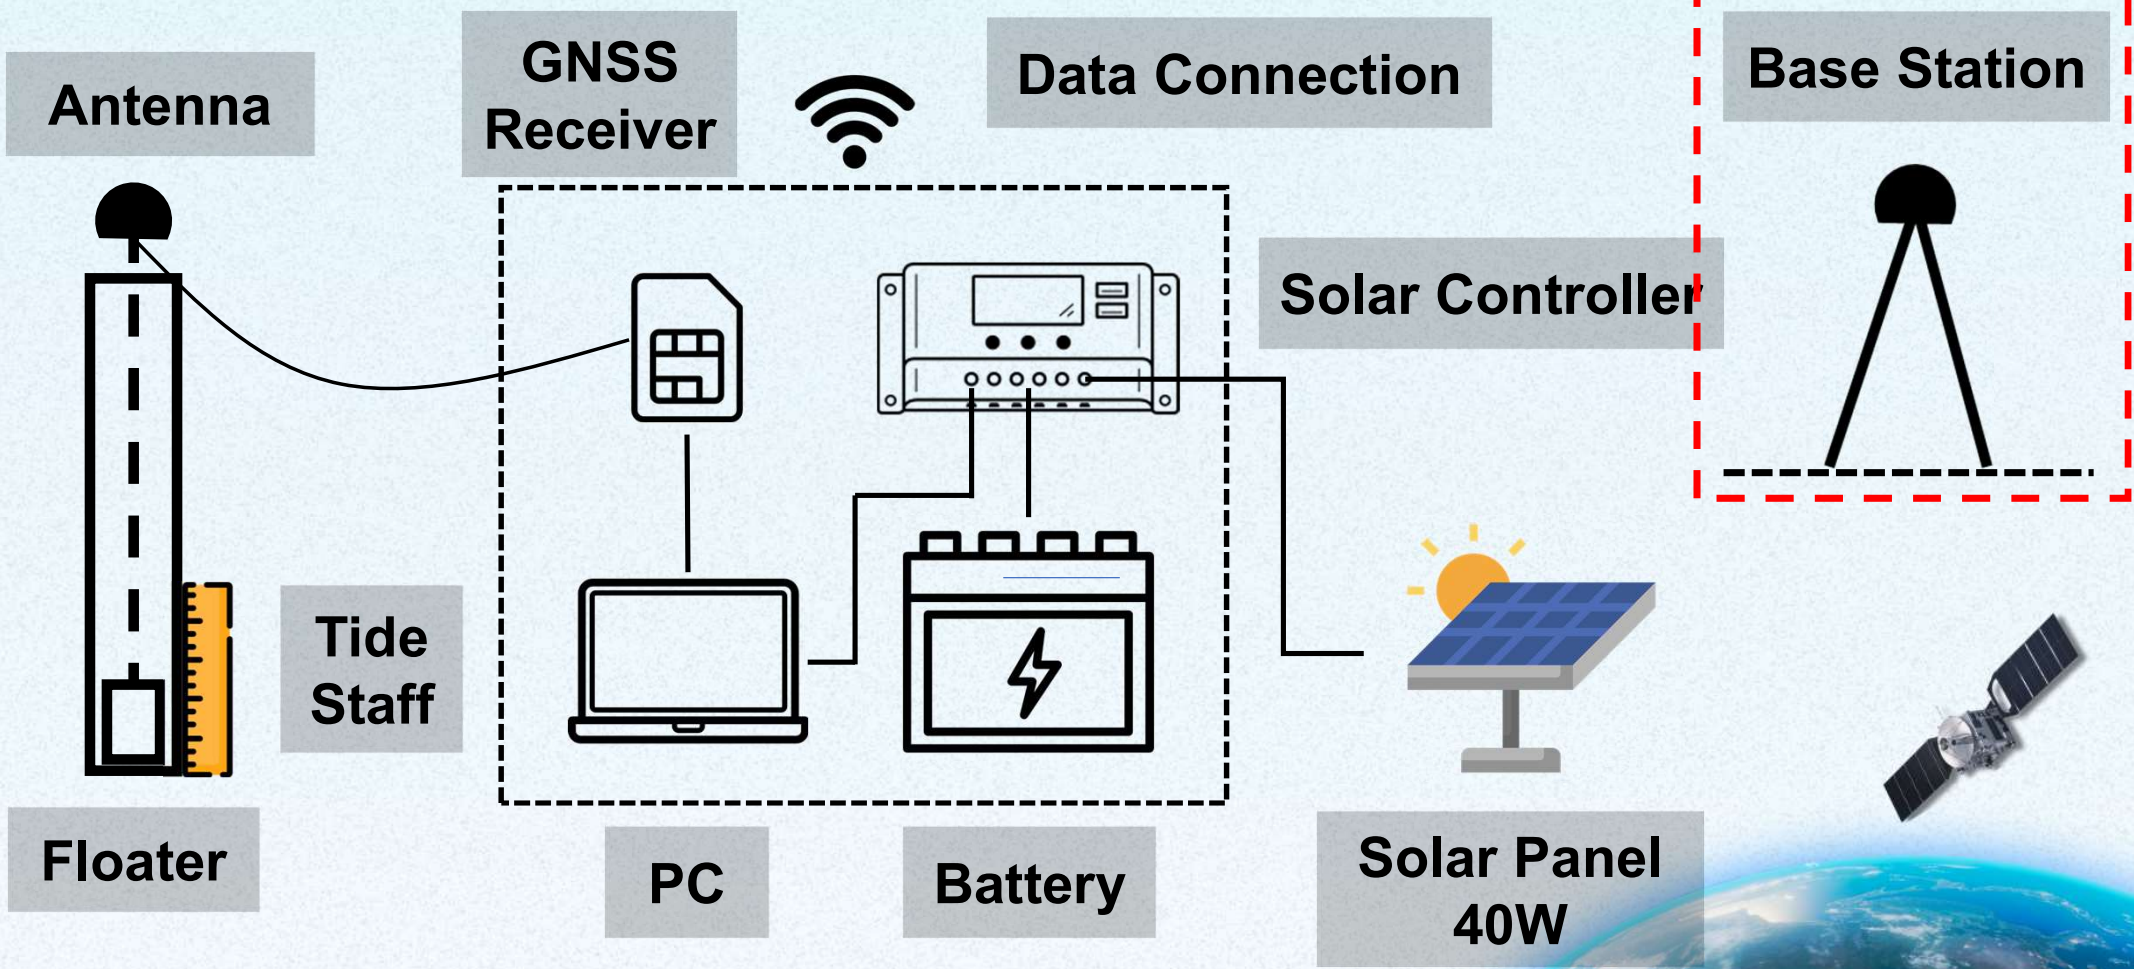 Antenna
GNSS
Receiver
Data Connection
Base Station
Solar Controller
Tide
Staff
Floater
PC
Battery
Solar Panel
40W